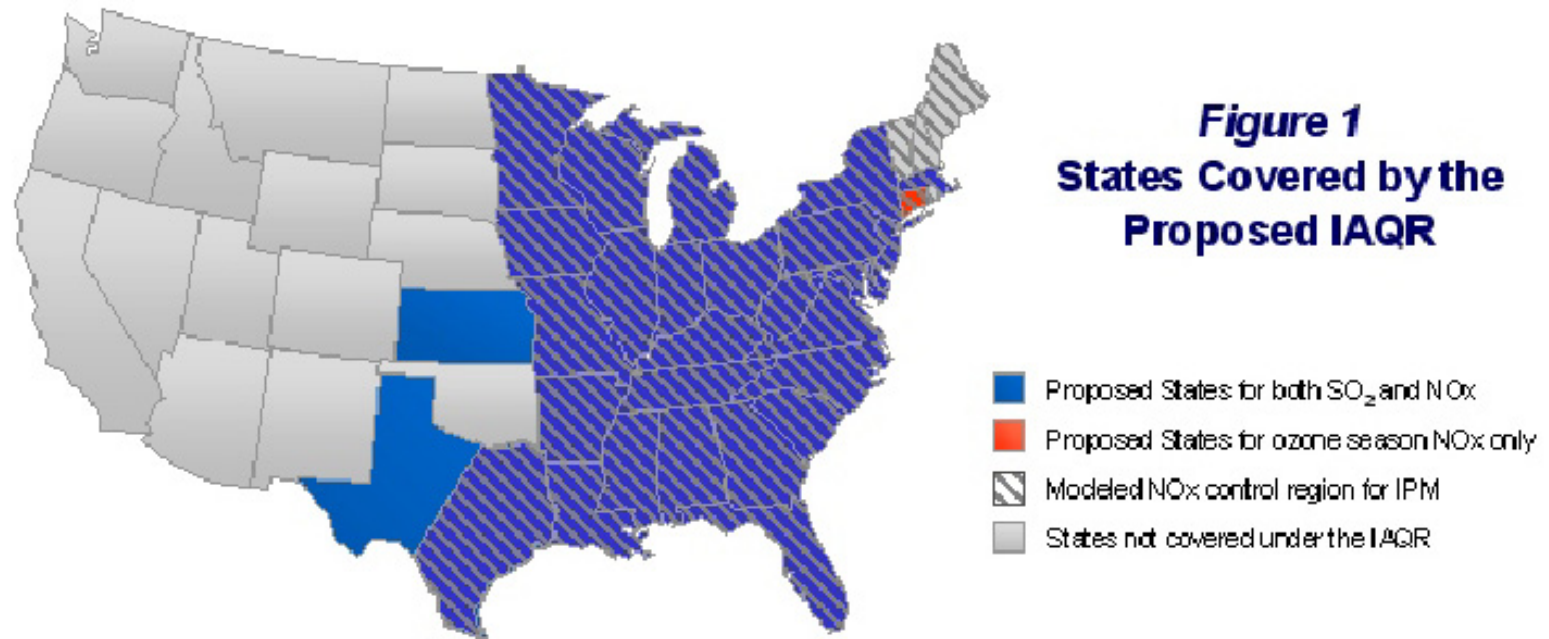 Figure 1
States Covered by the
Proposed IAQR
Proposed States for both SO₂ and NOx
Proposed States for ozone season NOx only
Modeled NOx control region for IPM
States not covered under the IAQR